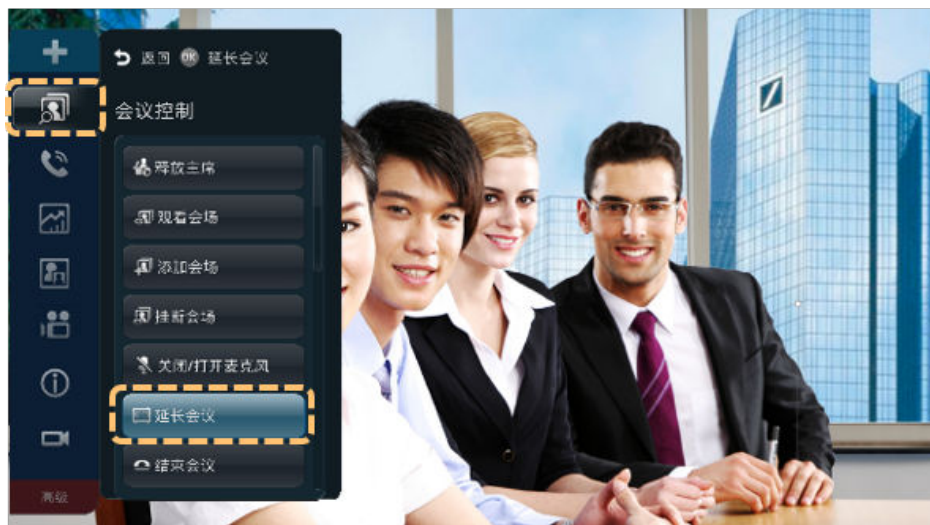 返回 OK 延长会议
会议控制
释放主席
观看会场
添加会场
挂断会场
关闭/打开麦克风
延长会议
结束会议
高级